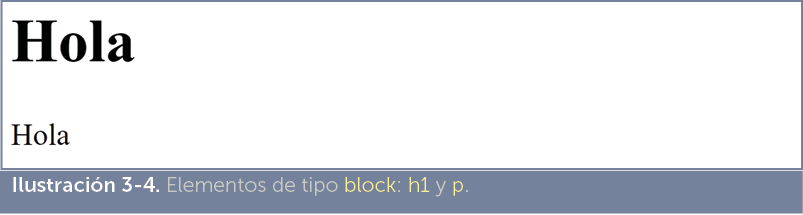 Hola
Hola
Ilustración 3-4. Elementos de tipo block: h1 y p.